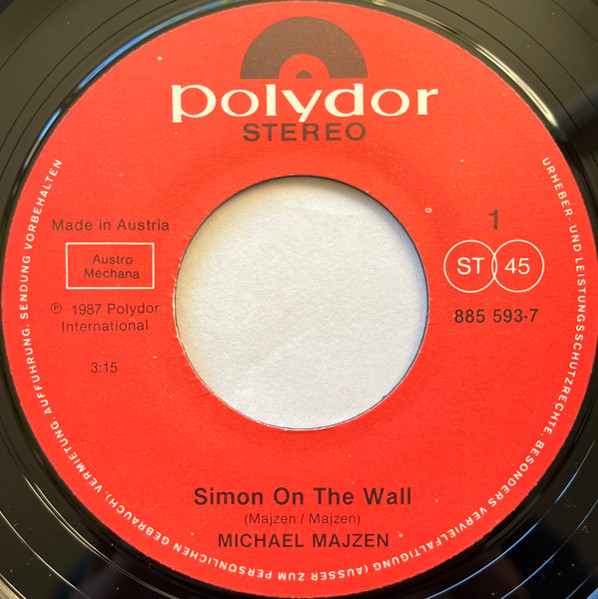 polydor
STEREO
Made in Austria
Austro
Mechana
℗ 1987 Polydor
International
3:15
1
ST 45
885 593-7
Simon On The Wall
(Majzen / Majzen)
MICHAEL MAJZEN
URHEBER- UND LEISTUNGSSCHUTZRECHTE, BESONDERS VERVIELFÄLTIGUNG (AUSSER ZUM PERSÖNLICHEN GEBRAUCH), VERMIETUNG, AUFFÜHRUNG, SENDUNG VORBEHALTEN